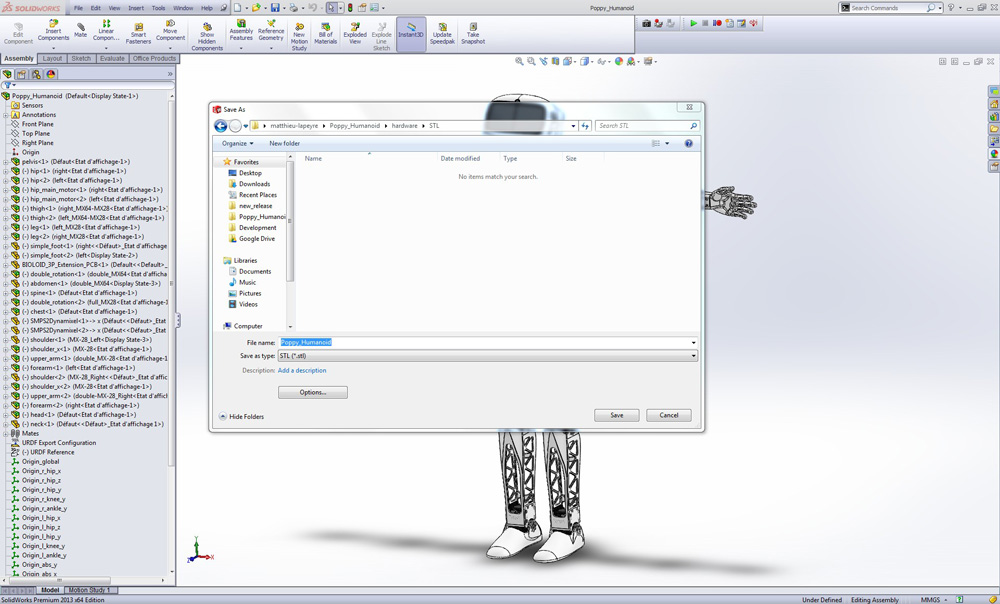 SOLIDWORKS File Edit View Insert Tools Window Help
Poppy_Humanoid
Search Commands
Edit Component
Insert Components
Mate
Linear Compon...
Smart Fasteners
Move Component
Show Hidden Components
Assembly Features
Reference Geometry
New Motion Study
Bill of Materials
Exploded View
Explode Line Sketch
Instant3D
Update Speedpak
Take Snapshot
Assembly Layout Sketch Evaluate Office Products
Poppy_Humanoid (Default<Display State-1>)
Sensors
Annotations
Front Plane
Top Plane
Right Plane
Origin
pelvis<1> (Défaut<Etat d'affichage-1>)
(-) hip<1> (right<Etat d'affichage-1>)
(-) hip<2> (left<Etat d'affichage-1>)
(-) hip_main_motor<1> (right<Etat d'affichage-1>)
(-) hip_main_motor<2> (left<Etat d'affichage-1>)
(-) thigh<1> (right_MX64-MX28<Etat d'affichage-1>
(-) thigh<2> (left_MX64-MX28<Etat d'affichage-1>
(-) leg<1> (left_MX28<Etat d'affichage-1>)
(-) leg<2> (right_MX28<Etat d'affichage-1>)
(-) simple_foot<1> (right<<Défaut>_Etat d'affichag
(-) simple_foot<2> (left<Display State-2>)
BIOLOID_3P_Extension_PCB<1> (Default<<Default>_
(-) double_rotation<1> (double_MX64<Etat d'afficha
(-) abdomen<1> (double_MX64<Display State-3>)
(-) spine<1> (Défaut<Etat d'affichage-1>)
(-) double_rotation<2> (full_MX28<Etat d'affichage-1
(-) chest<1> (Défaut<Etat d'affichage-1>)
(-) SMPS2Dynamixel<1>-> x (Défaut<<Défaut>_Etat
(-) SMPS2Dynamixel<2>-> x (Défaut<<Défaut>_Etat
(-) shoulder<1> (MX-28_Left<Display State-1>)
(-) shoulder_x<1> (MX-28<Etat d'affichage-1>)
(-) upper_arm<1> (double_MX-28<Etat d'affichage-1
(-) forearm<1> (left<Etat d'affichage-1>)
(-) shoulder<2> (MX-28_Right<<Défaut>_Display Sta
(-) shoulder_x<2> (MX-28<Etat d'affichage-1>)
(-) upper_arm<2> (double-MX-28_Right<Etat d'affich
(-) forearm<2> (right<Etat d'affichage-1>)
(-) head<1> (Défaut<Etat d'affichage-1>)
(-) neck<1> (Défaut<<Défaut>_Etat d'affichage-1>)
Mates
URDF Export Configuration
(-) URDF Reference
Origin_global
Origin_r_hip_x
Origin_r_hip_z
Origin_r_hip_y
Origin_r_knee_y
Origin_r_ankle_y
Origin_l_hip_x
Origin_l_hip_z
Origin_l_hip_y
Origin_l_knee_y
Origin_l_ankle_y
Origin_abs_y
Origin_abs_x
Save As
matthieu-lapeyre Poppy_Humanoid hardware STL
Search STL
Organize New folder
Name Date modified Type Size
No items match your search.
Favorites
Desktop
Downloads
Recent Places
new_release
Poppy_Humanoi
Development
Google Drive
Libraries
Documents
Music
Pictures
Videos
Computer
File name: Poppy_Humanoid
Save as type: STL (*.stl)
Description: Add a description
Options...
Hide Folders
Save Cancel
Y
X
Z
Model Motion Study 1
SolidWorks Premium 2013 x64 Edition
Under Defined Editing Assembly MMGS